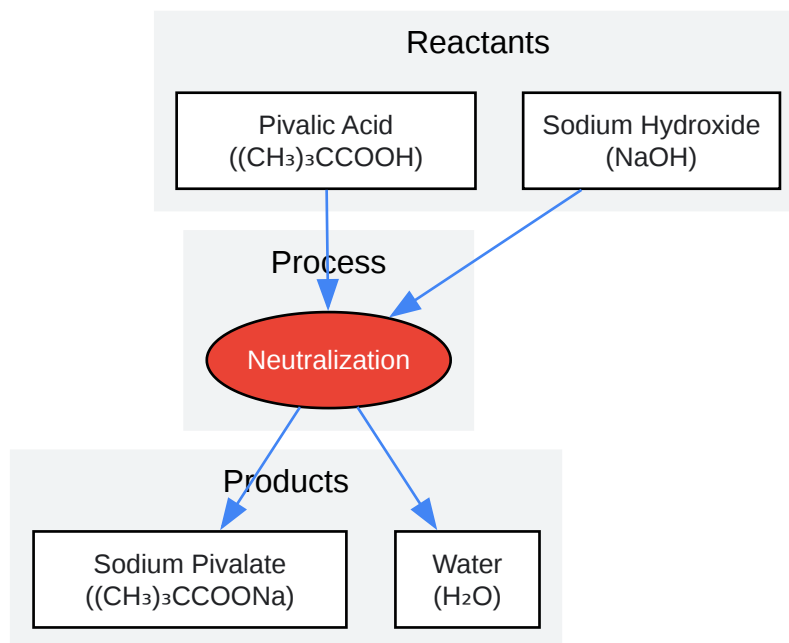 Reactants
Pivalic Acid
((CH₃)₃CCOOH)
Sodium Hydroxide
(NaOH)
Process
Neutralization
Products
Sodium Pivalate
((CH₃)₃CCOONa)
Water
(H₂O)